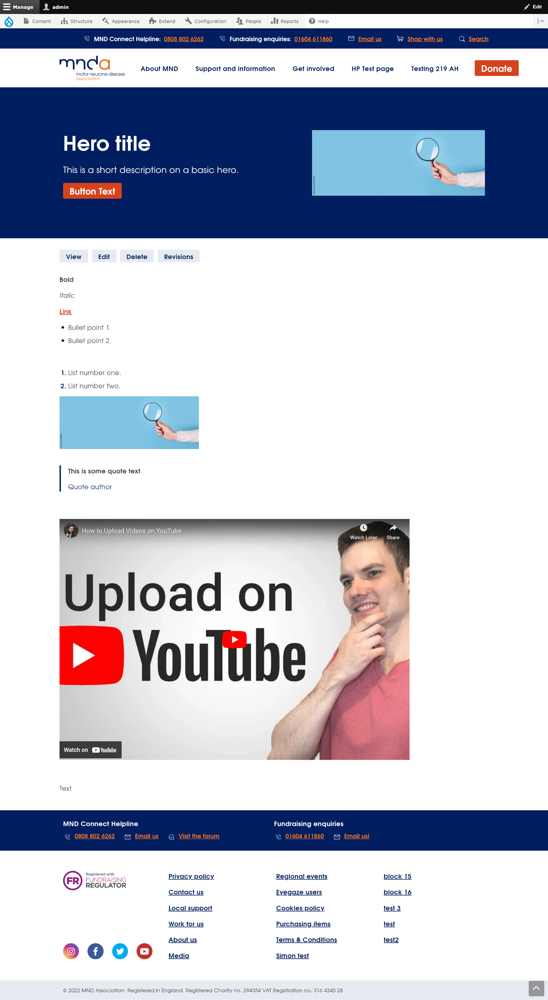 Manage admin Edit
Content Structure Appearance Extend Configuration People Reports Help
MND Connect Helpline: 0808 802 6262 Fundraising enquiries: 01604 611860 Email us Shop with us Search
mnda
motor neurone disease
association
About MND Support and information Get involved HP Test page Testing 219 AH Donate
Hero title
This is a short description on a basic hero.
Button Text
View Edit Delete Revisions
Bold
Italic
Link
Bullet point 1.
Bullet point 2.
1. List number one.
2. List number two.
This is some quote text
Quote author
How to Upload Videos on YouTube
Watch Later Share
Upload on
YouTube
Watch on YouTube
Text
MND Connect Helpline
0808 802 6262 Email us Visit the forum
Fundraising enquiries
01604 611860 Email us!
FR Registered with
FUNDRAISING
REGULATOR
Privacy policy
Contact us
Local support
Work for us
About us
Media
Regional events
Eyegaze users
Cookies policy
Purchasing items
Terms & Conditions
Simon test
block 15
block 16
test 3
test
test2
© 2022 MND Association: Registered in England. Registered Charity no. 294354 VAT Registration no. 316 4340 28